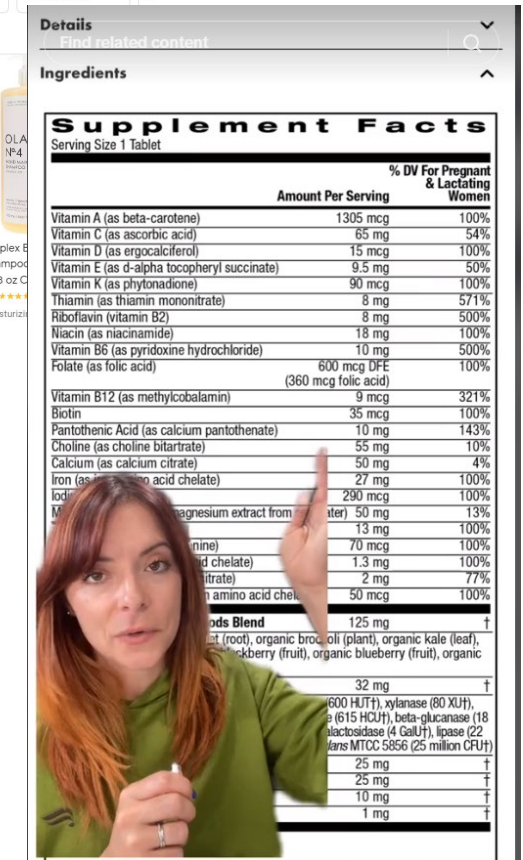 Details
Find related content
Ingredients
Supplement Facts
Serving Size 1 Tablet
% DV For Pregnant
& Lactating
Amount Per Serving Women
Vitamin A (as beta-carotene) 1305 mcg 100%
Vitamin C (as ascorbic acid) 65 mg 54%
Vitamin D (as ergocalciferol) 15 mcg 100%
Vitamin E (as d-alpha tocopheryl succinate) 9.5 mg 50%
Vitamin K (as phytonadione) 90 mcg 100%
Thiamin (as thiamin mononitrate) 8 mg 571%
Riboflavin (vitamin B2) 8 mg 500%
Niacin (as niacinamide) 18 mg 100%
Vitamin B6 (as pyridoxine hydrochloride) 10 mg 500%
Folate (as folic acid) 600 mcg DFE 100%
(360 mcg folic acid)
Vitamin B12 (as methylcobalamin) 9 mcg 321%
Biotin 35 mcg 100%
Pantothenic Acid (as calcium pantothenate) 10 mg 143%
Choline (as choline bitartrate) 55 mg 10%
Calcium (as calcium citrate) 50 mg 4%
Iron (as acid chelate) 27 mg 100%
290 mcg 100%
magnesium extract from 50 mg 13%
13 mg 100%
70 mcg 100%
chelate) 1.3 mg 100%
2 mg 77%
amino acid 50 mcg 100%
Blend 125 mg †
(root), organic broccoli (plant), organic kale (leaf),
(fruit), organic blueberry (fruit), organic
32 mg †
(600 HUT†), xylanase (80 XU†),
(615 HCU†), beta-glucanase (18
(4 GalU†), lipase (22
MTCC 5856 (25 million CFU†)
25 mg †
25 mg †
10 mg †
1 mg †
OLA
Nº4